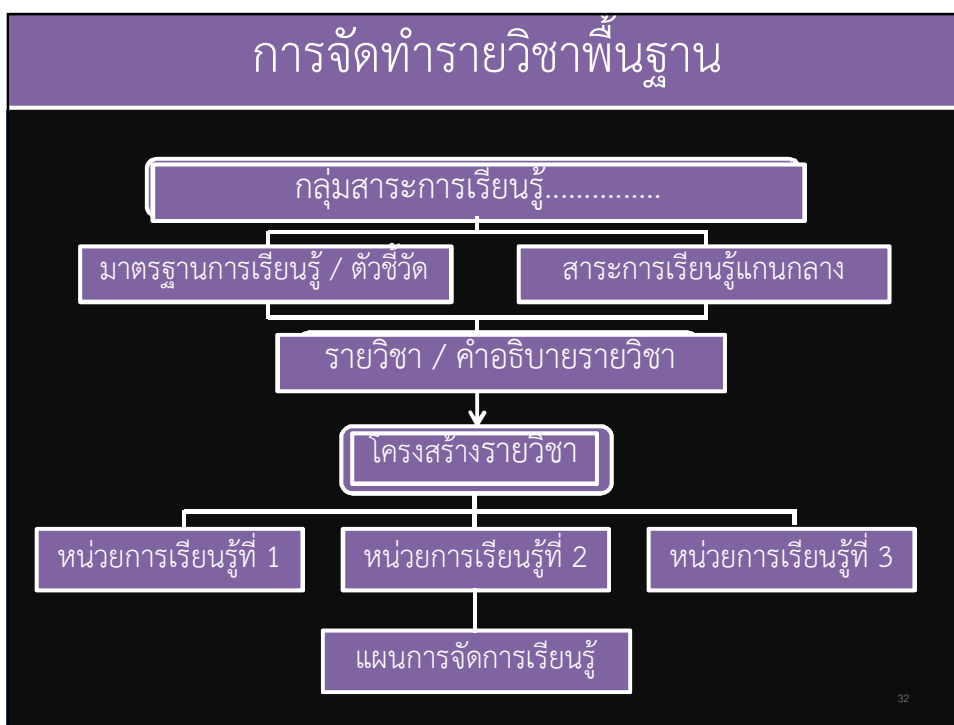 การจัดทำรายวิชาพื้นฐาน
กลุ่มสาระการเรียนรู้...............
มาตรฐานการเรียนรู้ / ตัวชี้วัด
สาระการเรียนรู้แกนกลาง
รายวิชา / คำอธิบายรายวิชา
โครงสร้างรายวิชา
หน่วยการเรียนรู้ที่ 1
หน่วยการเรียนรู้ที่ 2
หน่วยการเรียนรู้ที่ 3
แผนการจัดการเรียนรู้
32